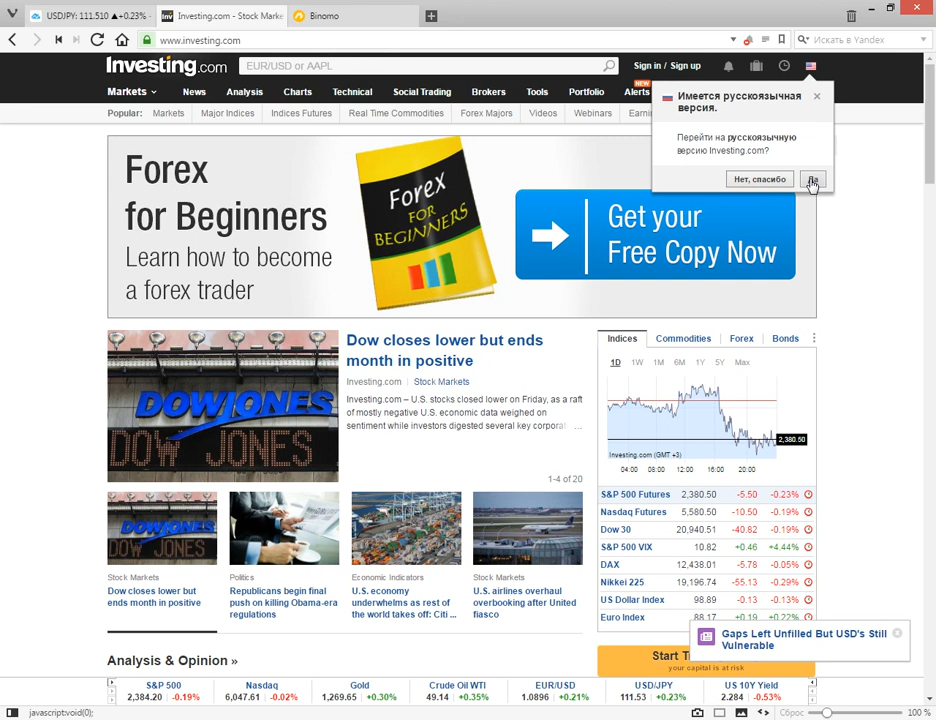 USDJPY: 111.510 ▲+0.23% -
Investing.com - Stock Marke
Binomo
www.investing.com
Искать в Yandex
Investing.com
EUR/USD or AAPL
Sign in / Sign up
Markets
News
Analysis
Charts
Technical
Social Trading
Brokers
Tools
Portfolio
Alerts
NEW
Popular:
Markets
Major Indices
Indices Futures
Real Time Commodities
Forex Majors
Videos
Webinars
Earnin
Имеется русскоязычная
версия.
Перейти на русскоязычную
версию Investing.com?
Нет, спасибо
Да
Forex
for Beginners
Learn how to become
a forex trader
Forex
FOR
BEGINNERS
Get your
Free Copy Now
DOWJONES
DOW JONES
Dow closes lower but ends
month in positive
Investing.com | Stock Markets
Investing.com – U.S. stocks closed lower on Friday, as a raft
of mostly negative U.S. economic data weighed on
sentiment while investors digested several key corporat ...
1-4 of 20
DOWJONES
DOW JONES
Stock Markets
Dow closes lower but
ends month in positive
Politics
Republicans begin final
push on killing Obama-era
regulations
Economic Indicators
U.S. economy
underwhelms as rest of
the world takes off: Citi ...
Stock Markets
U.S. airlines overhaul
overbooking after United
fiasco
Indices
Commodities
Forex
Bonds
1D
1W
1M
6M
1Y
5Y
Max
2,380.50
Investing.com (GMT +3)
04:00 08:00 12:00 16:00 20:00
S&P 500 Futures 2,380.50 -5.50 -0.23%
Nasdaq Futures 5,580.50 -10.50 -0.19%
Dow 30 20,940.51 -40.82 -0.19%
S&P 500 VIX 10.82 +0.46 +4.44%
DAX 12,438.01 -5.78 -0.05%
Nikkei 225 19,196.74 -55.13 -0.29%
US Dollar Index 98.89 -0.13 -0.13%
Euro Index 88.17 +0.19 +0.22%
Gaps Left Unfilled But USD's Still
Vulnerable
Start T
your capital is at risk
Analysis & Opinion »
S&P 500
2,384.20 -0.19%
Nasdaq
6,047.61 -0.02%
Gold
1,269.65 +0.30%
Crude Oil WTI
49.14 +0.35%
EUR/USD
1.0896 +0.21%
USD/JPY
111.53 +0.23%
US 10Y Yield
2.284 -0.53%
javascript:void(0);
Сброс
100 %